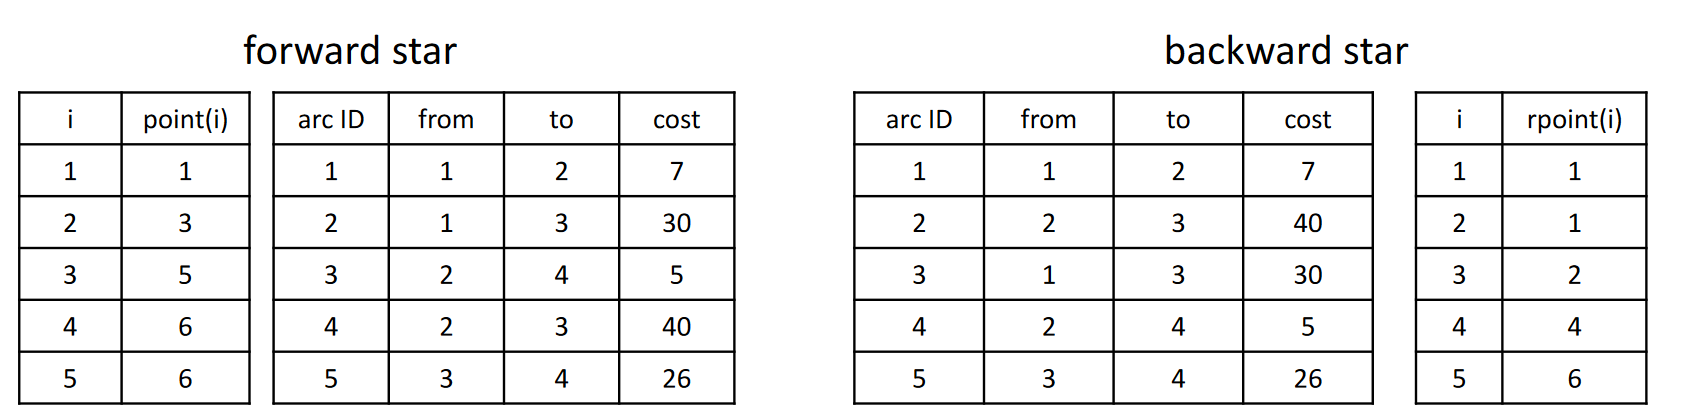 forward star
backward star
i point(i) arc ID from to cost arc ID from to cost i rpoint(i)
1 1 1 1 2 7 1 1 2 7 1 1
2 3 2 1 3 30 2 2 3 40 2 1
3 5 3 2 4 5 3 1 3 30 3 2
4 6 4 2 3 40 4 2 4 5 4 4
5 6 5 3 4 26 5 3 4 26 5 6